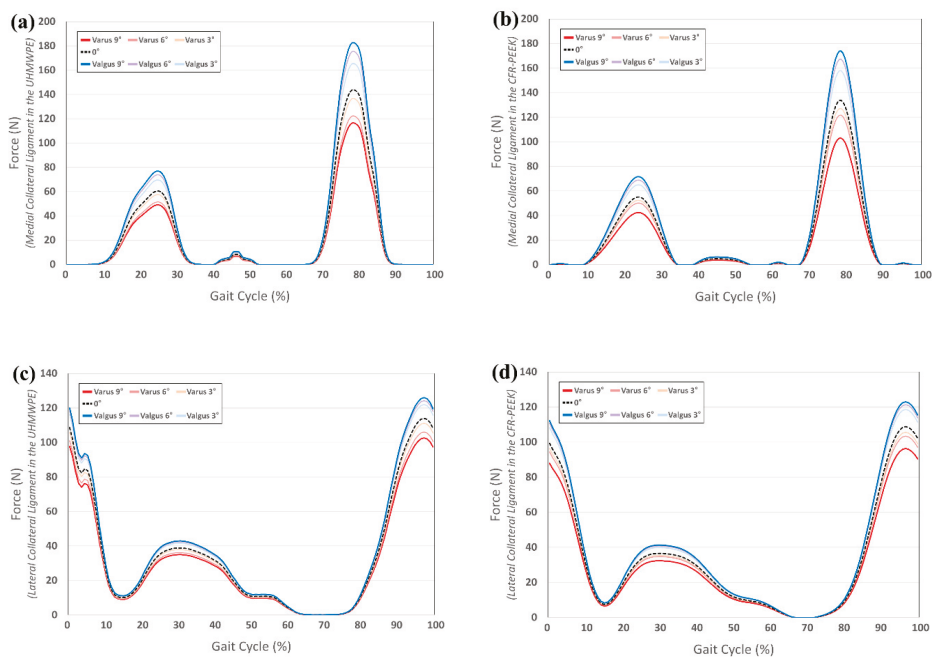 (a)
Force (N)
(Medial Collateral Ligament in the UHMWPE)
200
180
160
140
120
100
80
60
40
20
0
Varus 9° Varus 6° Varus 3°
0°
Valgus 9° Valgus 6° Valgus 3°
0 10 20 30 40 50 60 70 80 90 100
Gait Cycle (%)
(b)
Force (N)
(Medial Collateral Ligament in the CFR-PEEK)
200
180
160
140
120
100
80
60
40
20
0
Varus 9° Varus 6° Varus 3°
0°
Valgus 9° Valgus 6° Valgus 3°
0 10 20 30 40 50 60 70 80 90 100
Gait Cycle (%)
(c)
Force (N)
(Lateral Collateral Ligament in the UHMWPE)
140
120
100
80
60
40
20
0
Varus 9° Varus 6° Varus 3°
0°
Valgus 9° Valgus 6° Valgus 3°
0 10 20 30 40 50 60 70 80 90 100
Gait Cycle (%)
(d)
Force (N)
(Lateral Collateral Ligament in the CFR-PEEK)
140
120
100
80
60
40
20
0
Varus 9° Varus 6° Varus 3°
0°
Valgus 9° Valgus 6° Valgus 3°
0 10 20 30 40 50 60 70 80 90 100
Gait Cycle (%)